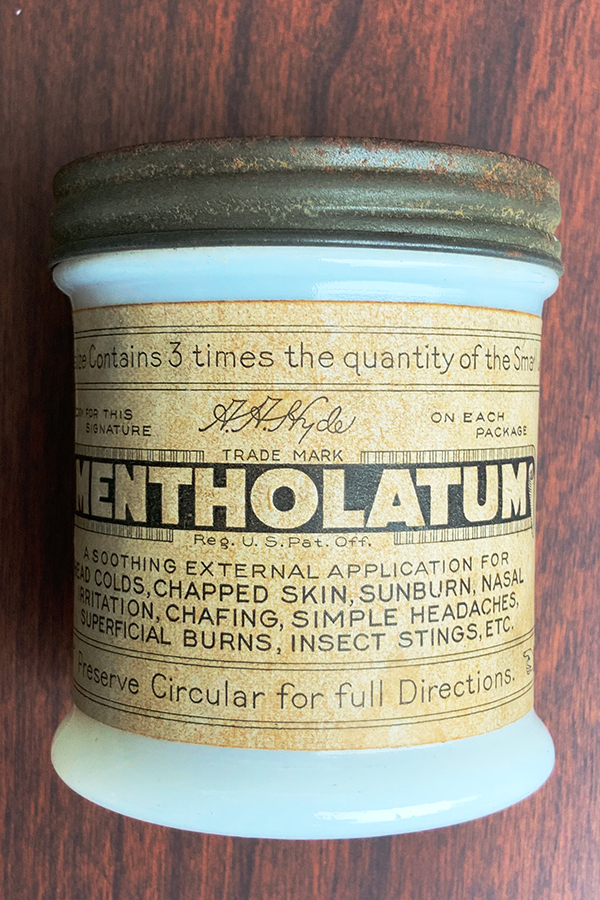 Contains 3 times the quantity of the
FOR THIS SIGNATURE
A.A. Hyde
ON EACH PACKAGE
TRADE MARK
MENTHOLATUM
Reg. U.S. Pat. Off.
A SOOTHING EXTERNAL APPLICATION FOR
HEAD COLDS, CHAPPED SKIN, SUNBURN, NASAL
IRRITATION, CHAFING, SIMPLE HEADACHES,
SUPERFICIAL BURNS, INSECT STINGS, ETC.
Preserve Circular for full Directions.